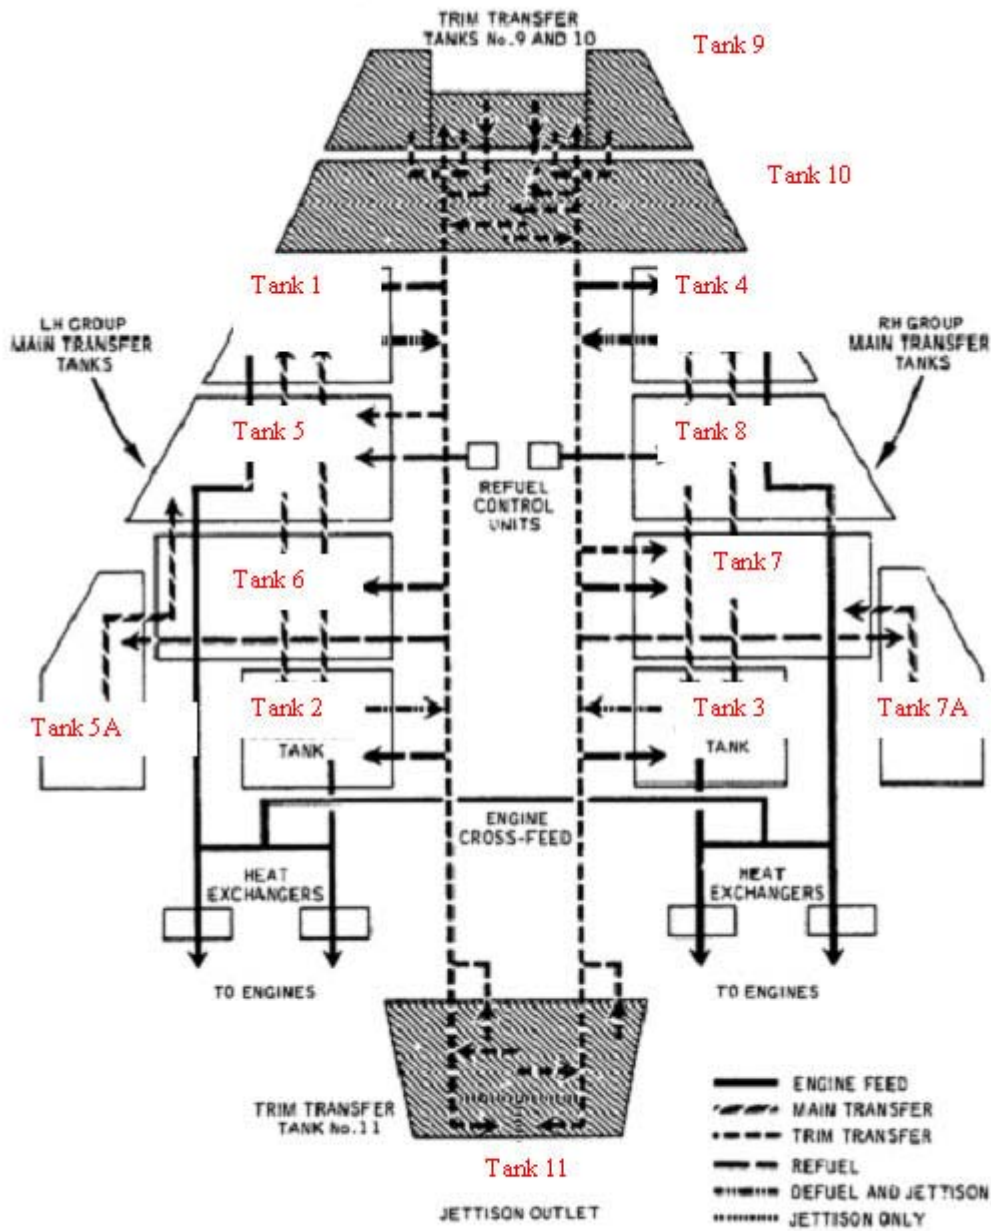 TRIM TRANSFER
TANKS No.9 AND 10
Tank 9
Tank 10
Tank 1
Tank 4
LH GROUP
MAIN TRANSFER
TANKS
RH GROUP
MAIN TRANSFER
TANKS
Tank 5
Tank 8
REFUEL
CONTROL
UNITS
Tank 6
Tank 7
Tank 5A
Tank 2
TANK
Tank 3
TANK
Tank 7A
ENGINE
CROSS-FEED
HEAT
EXCHANGERS
HEAT
EXCHANGERS
TO ENGINES
TO ENGINES
TRIM TRANSFER
TANK No.11
Tank 11
JETTISON OUTLET
ENGINE FEED
MAIN TRANSFER
TRIM TRANSFER
REFUEL
DEFUEL AND JETTISON
JETTISON ONLY